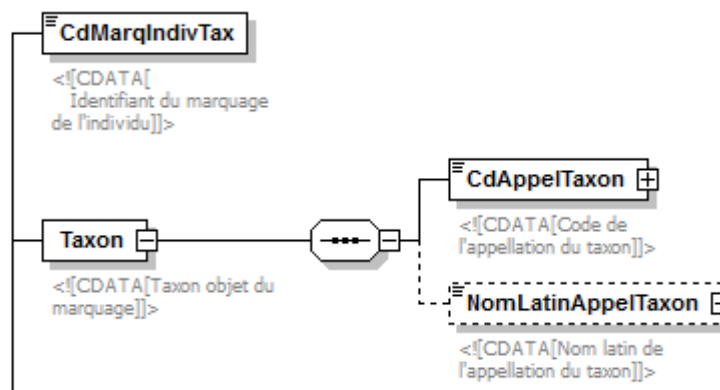 CdMarqIndivTax
<![CDATA[
Identifiant du marquage
de l'individu]]>
CdAppelTaxon
<![CDATA[Code de
l'appellation du taxon]]>
Taxon
<![CDATA[Taxon objet du
marquage]]>
NomLatinAppelTaxon
<![CDATA[Nom latin de
l'appellation du taxon]]>